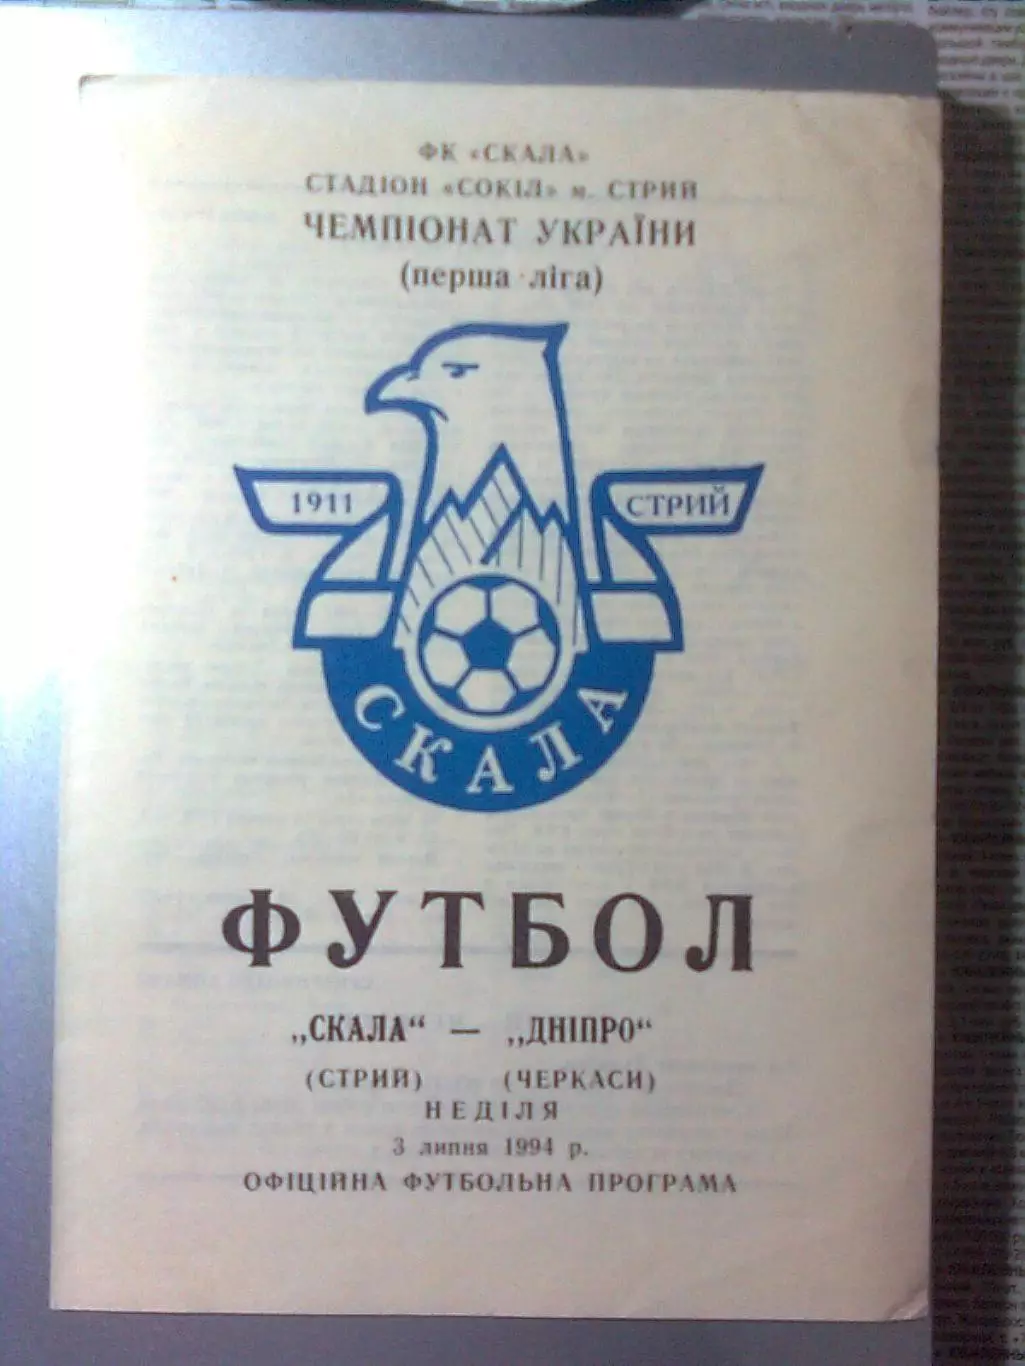 ФК «СКАЛА»
СТАДІОН «СОКІЛ» м. СТРИЙ
ЧЕМПІОНАТ УКРАЇНИ
(перша ліга)
1911
СТРИЙ
СКАЛА
ФУТБОЛ
„СКАЛА“ — „ДНІПРО“
(СТРИЙ) (ЧЕРКАСИ)
НЕДІЛЯ
3 липня 1994 р.
ОФІЦІЙНА ФУТБОЛЬНА ПРОГРАМА